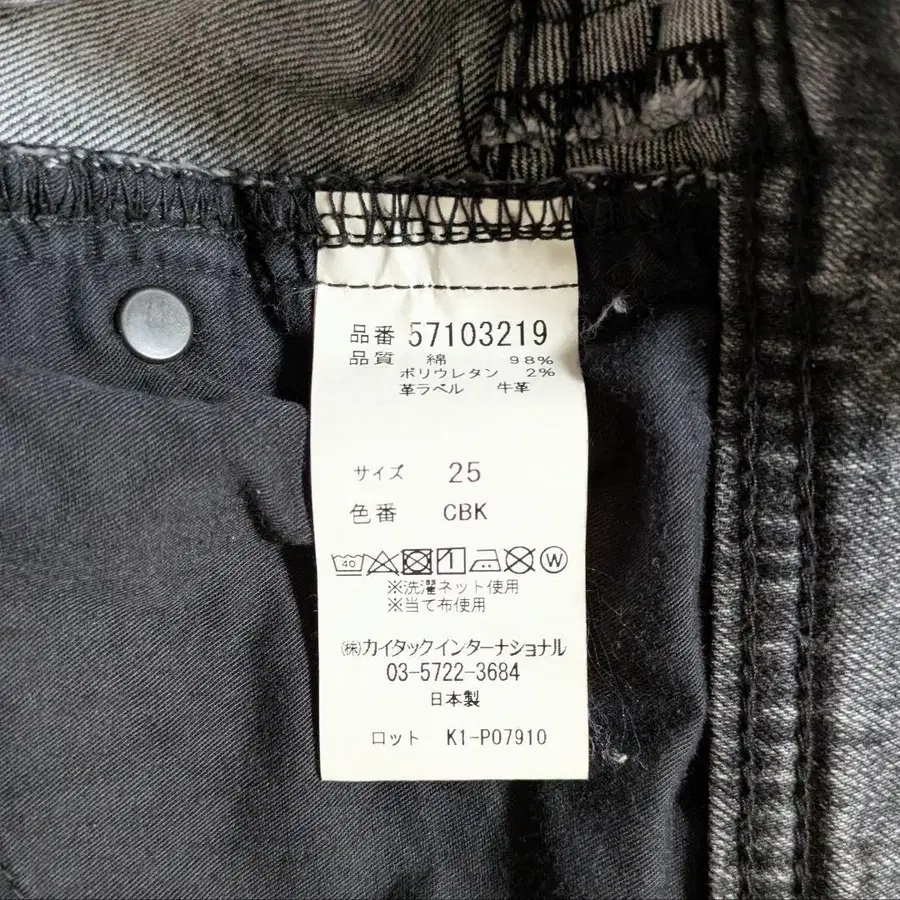 品番 57103219
品質 綿 98%
ポリウレタン 2%
革ラベル 牛革
サイズ 25
色番 CBK
40 1 W
※洗濯ネット使用
※当て布使用
㈱カイタックインターナショナル
03-5722-3684
日本製
ロット K1-P07910